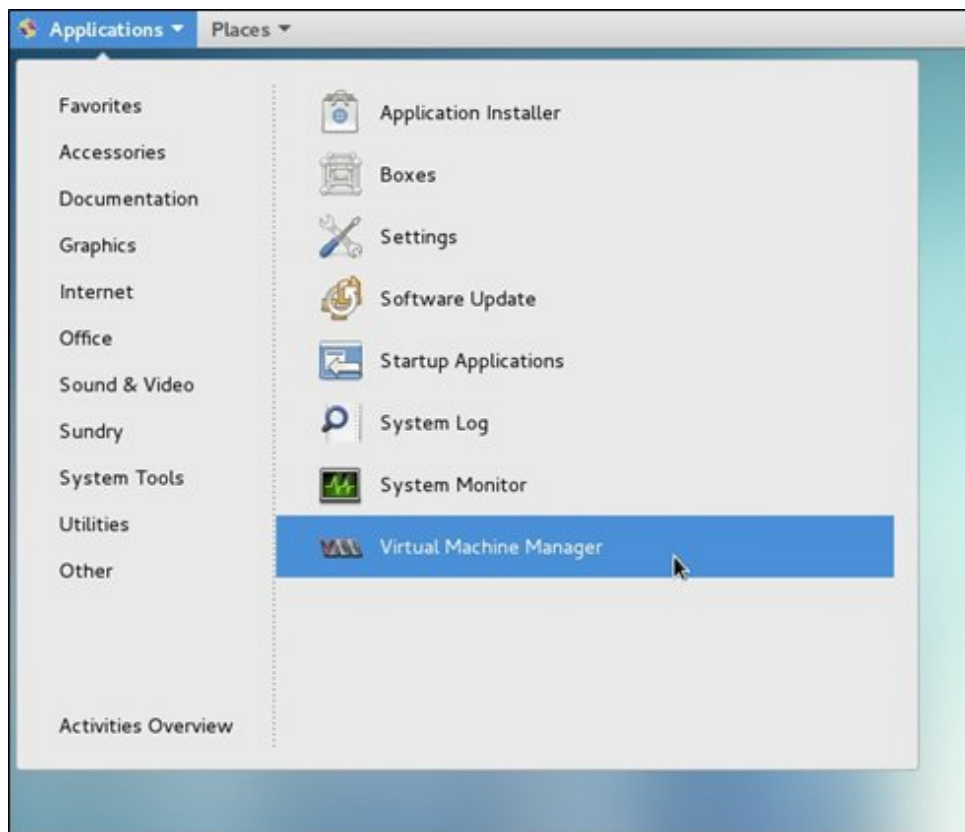 Applications Places
Favorites
Accessories
Documentation
Graphics
Internet
Office
Sound & Video
Sundry
System Tools
Utilities
Other
Activities Overview
Application Installer
Boxes
Settings
Software Update
Startup Applications
System Log
System Monitor
Virtual Machine Manager